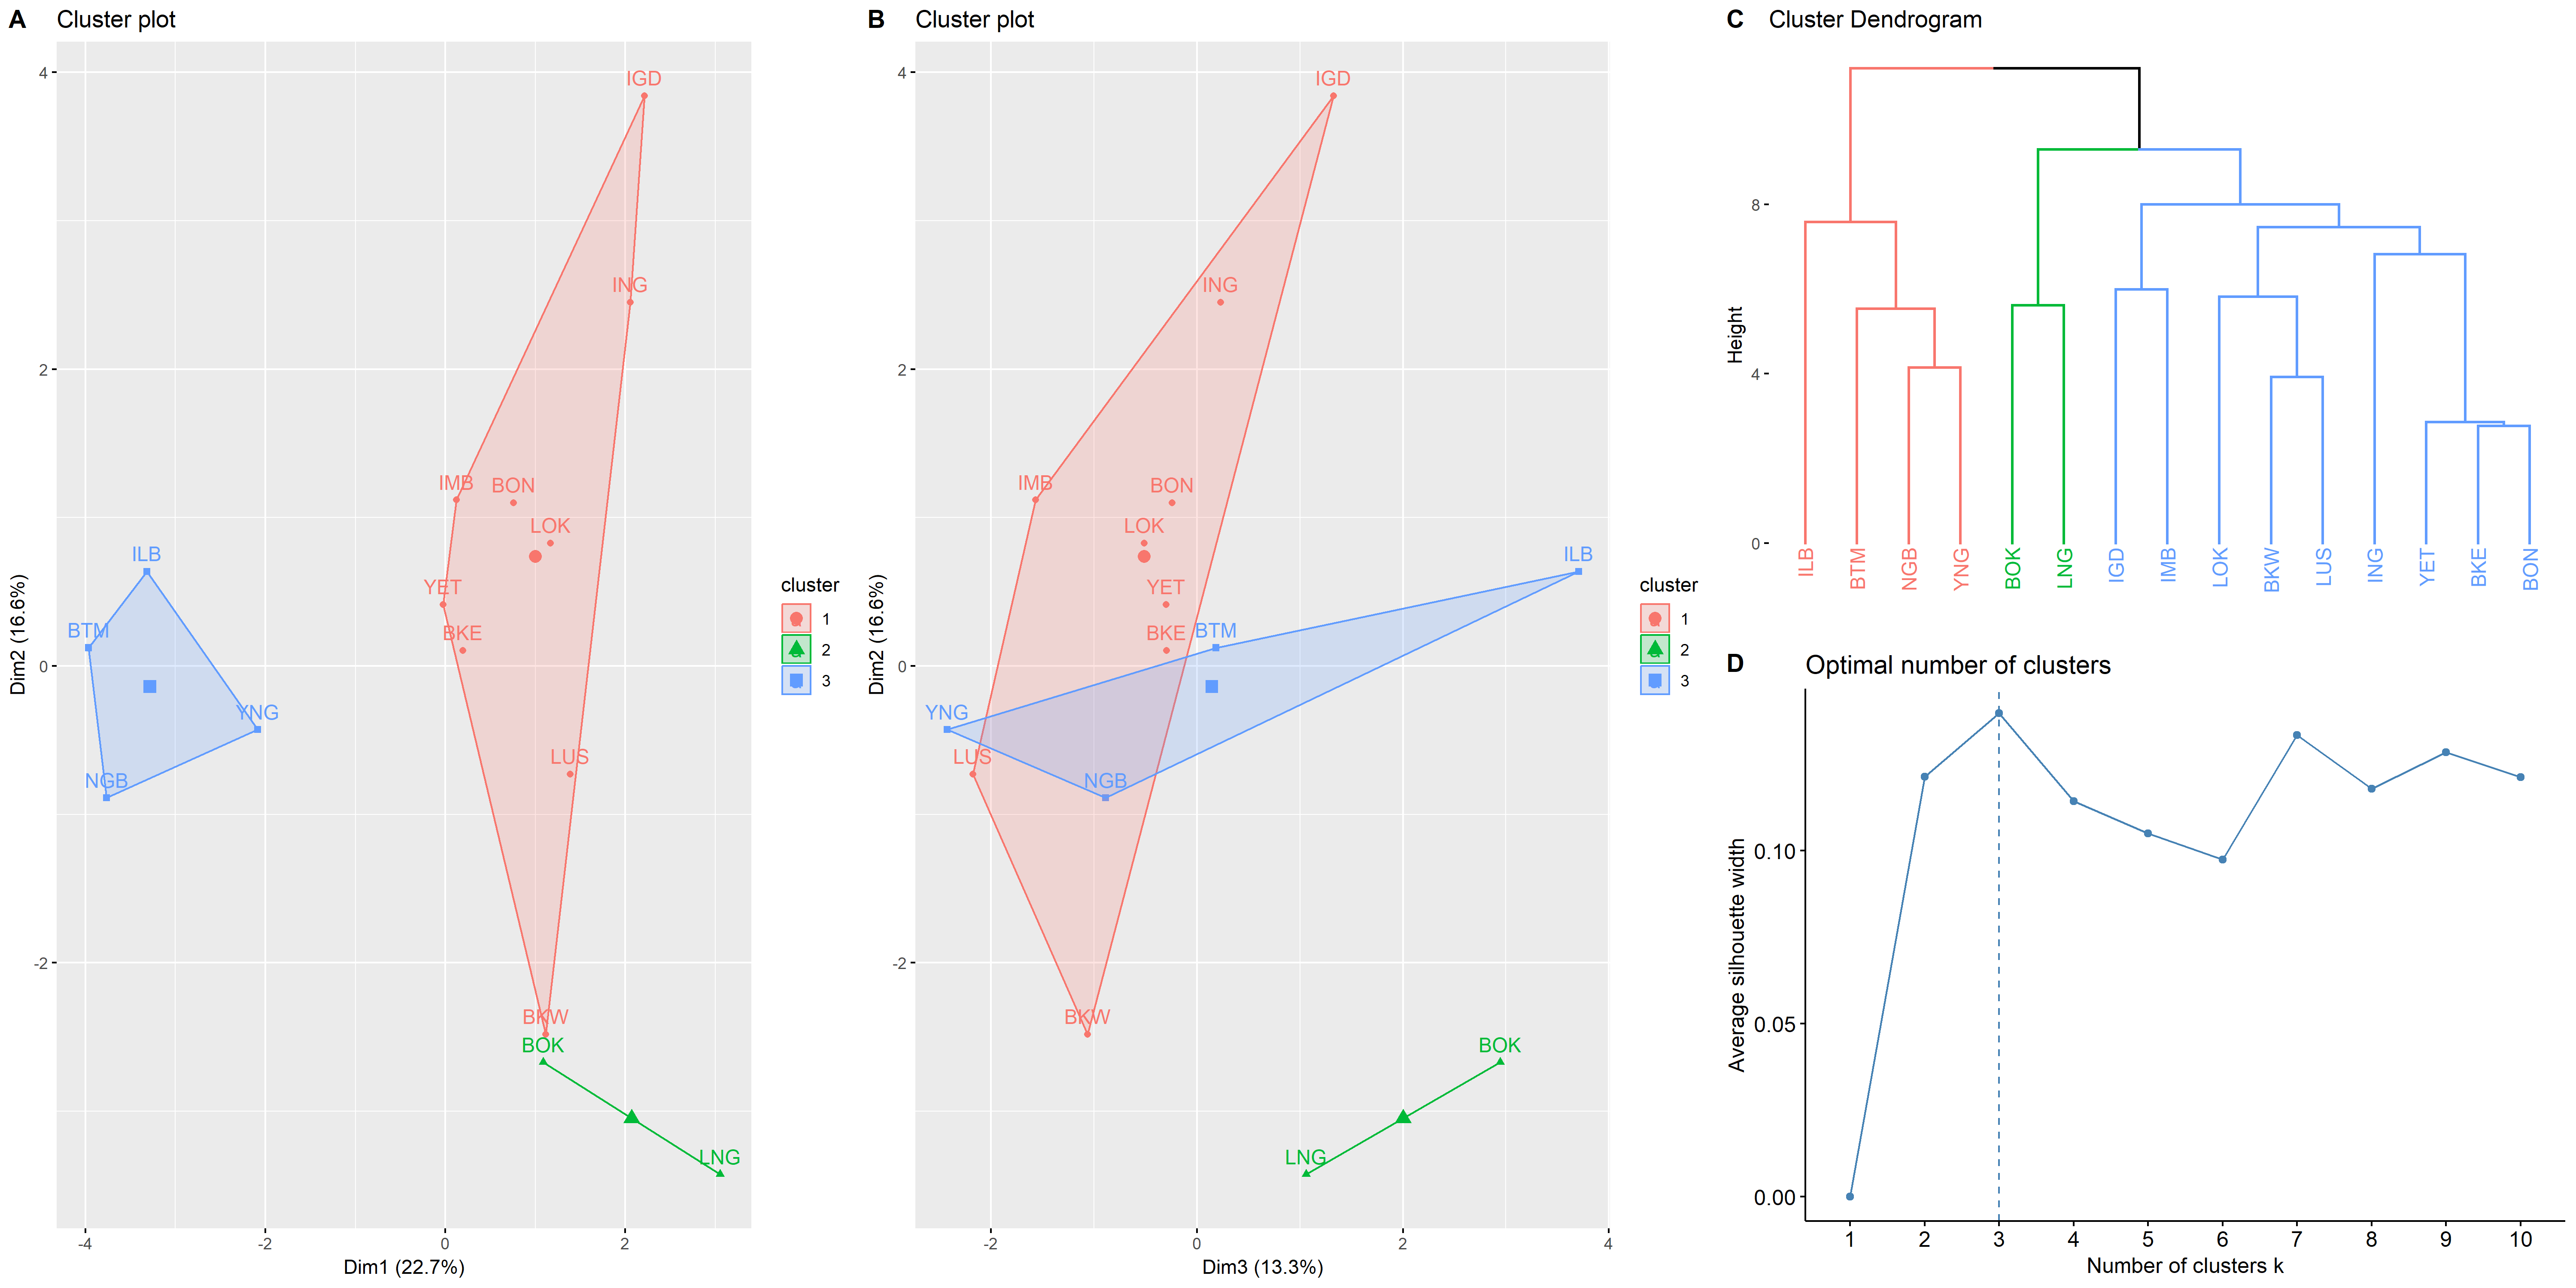 A Cluster plot
4
2
0
-2
Dim2 (16.6%)
IGD
ING
IMB
BON
LOK
ILB
YET
BTM
BKE
YNG
LUS
NGB
BKW
BOK
LNG
-4
-2
0
2
Dim1 (22.7%)
cluster
1
2
3
B Cluster plot
4
2
0
-2
Dim2 (16.6%)
IGD
ING
IMB
BON
LOK
ILB
YET
BKE
BTM
YNG
LUS
NGB
BKW
BOK
LNG
-2
0
2
4
Dim3 (13.3%)
cluster
1
2
3
C Cluster Dendrogram
Height
8
4
0
ILB
BTM
NGB
YNG
BOK
LNG
IGD
IMB
LOK
BKW
LUS
ING
YET
BKE
BON
D Optimal number of clusters
Average silhouette width
0.10
0.05
0.00
1 2 3 4 5 6 7 8 9 10
Number of clusters k